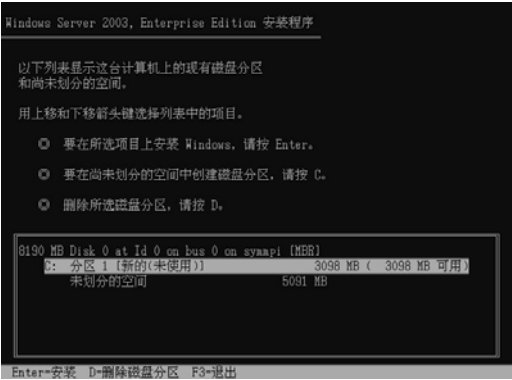 Windows Server 2003, Enterprise Edition 安装程序
以下列表显示这台计算机上的现有磁盘分区
和尚未划分的空间。
用上移和下移箭头键选择列表中的项目。
要在所选项目上安装 Windows，请按 Enter。
要在尚未划分的空间中创建磁盘分区，请按 C。
删除所选磁盘分区，请按 D。
8190 MB Disk 0 at Id 0 on bus 0 on symmpi [MBR]
C: 分区 1 [新的(未使用)] 3098 MB ( 3098 MB 可用)
未划分的空间 5091 MB
Enter=安装 D=删除磁盘分区 F3=退出